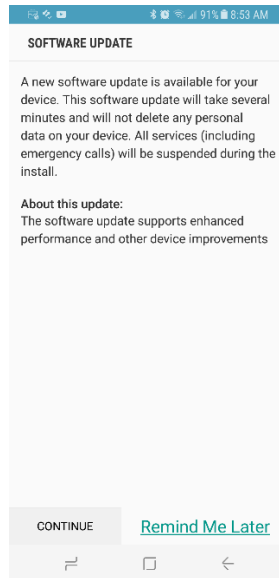 91% 8:53 AM
SOFTWARE UPDATE
A new software update is available for your
device. This software update will take several
minutes and will not delete any personal
data on your device. All services (including
emergency calls) will be suspended during the
install.
About this update:
The software update supports enhanced
performance and other device improvements
CONTINUE
Remind Me Later